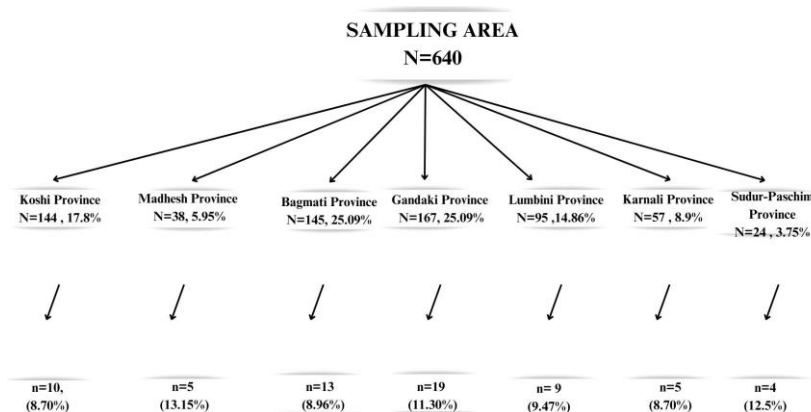 SAMPLING AREA
N=640
Koshi Province
N=144 , 17.8%
Madhesh Province
N=38, 5.95%
Bagmati Province
N=145, 25.09%
Gandaki Province
N=167, 25.09%
Lumbini Province
N=95 ,14.86%
Karnali Province
N=57 , 8.9%
Sudur-Paschim
Province
N=24 , 3.75%
n=10,
(8.70%)
n=5
(13.15%)
n=13
(8.96%)
n=19
(11.30%)
n= 9
(9.47%)
n=5
(8.70%)
n=4
(12.5%)